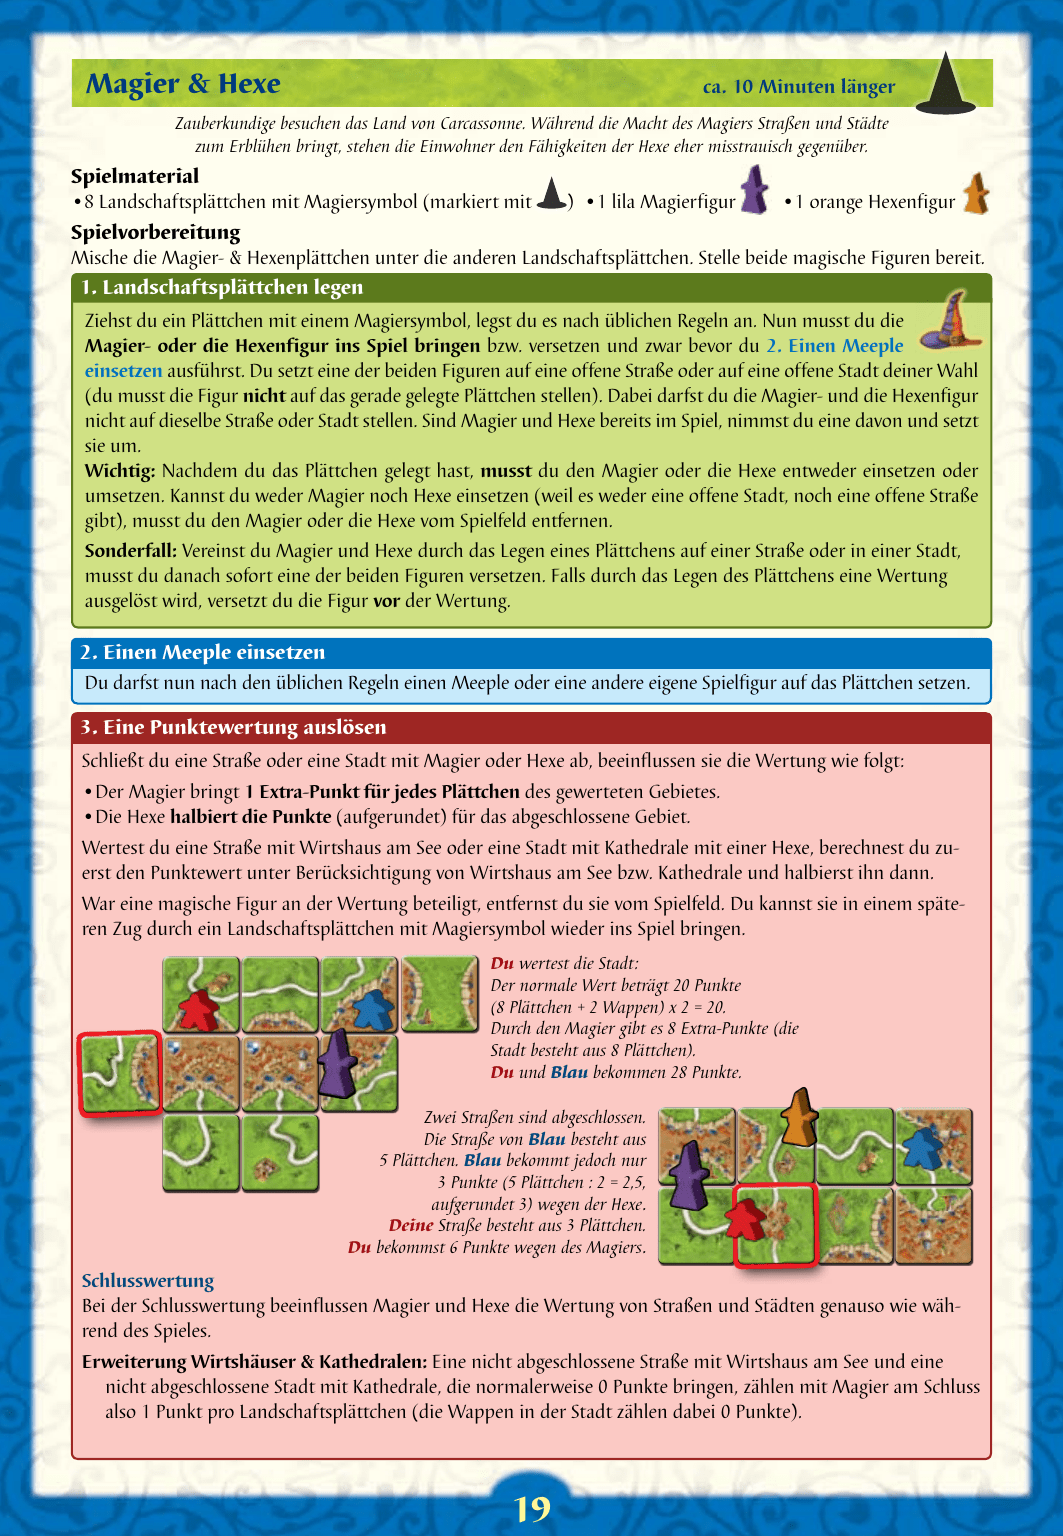 Magier & Hexe
ca. 10 Minuten länger
Zauberkundige besuchen das Land von Carcassonne. Während die Macht des Magiers Straßen und Städte
zum Erblühen bringt, stehen die Einwohner den Fähigkeiten der Hexe eher misstrauisch gegenüber.
Spielmaterial
• 8 Landschaftsplättchen mit Magiersymbol (markiert mit ) • 1 lila Magierfigur • 1 orange Hexenfigur
Spielvorbereitung
Mische die Magier- & Hexenplättchen unter die anderen Landschaftsplättchen. Stelle beide magische Figuren bereit.
1. Landschaftsplättchen legen
Ziehst du ein Plättchen mit einem Magiersymbol, legst du es nach üblichen Regeln an. Nun musst du die
Magier- oder die Hexenfigur ins Spiel bringen bzw. versetzen und zwar bevor du 2. Einen Meeple
einsetzen ausführst. Du setzt eine der beiden Figuren auf eine offene Straße oder auf eine offene Stadt deiner Wahl
(du musst die Figur nicht auf das gerade gelegte Plättchen stellen). Dabei darfst du die Magier- und die Hexenfigur
nicht auf dieselbe Straße oder Stadt stellen. Sind Magier und Hexe bereits im Spiel, nimmst du eine davon und setzt
sie um.
Wichtig: Nachdem du das Plättchen gelegt hast, musst du den Magier oder die Hexe entweder einsetzen oder
umsetzen. Kannst du weder Magier noch Hexe einsetzen (weil es weder eine offene Stadt, noch eine offene Straße
gibt), musst du den Magier oder die Hexe vom Spielfeld entfernen.
Sonderfall: Vereinst du Magier und Hexe durch das Legen eines Plättchens auf einer Straße oder in einer Stadt,
musst du danach sofort eine der beiden Figuren versetzen. Falls durch das Legen des Plättchens eine Wertung
ausgelöst wird, versetzt du die Figur vor der Wertung.
2. Einen Meeple einsetzen
Du darfst nun nach den üblichen Regeln einen Meeple oder eine andere eigene Spielfigur auf das Plättchen setzen.
3. Eine Punktewertung auslösen
Schließt du eine Straße oder eine Stadt mit Magier oder Hexe ab, beeinflussen sie die Wertung wie folgt:
• Der Magier bringt 1 Extra-Punkt für jedes Plättchen des gewerteten Gebietes.
• Die Hexe halbiert die Punkte (aufgerundet) für das abgeschlossene Gebiet.
Wertest du eine Straße mit Wirtshaus am See oder eine Stadt mit Kathedrale mit einer Hexe, berechnest du zu-
erst den Punktewert unter Berücksichtigung von Wirtshaus am See bzw. Kathedrale und halbierst ihn dann.
War eine magische Figur an der Wertung beteiligt, entfernst du sie vom Spielfeld. Du kannst sie in einem späte-
ren Zug durch ein Landschaftsplättchen mit Magiersymbol wieder ins Spiel bringen.
Du wertest die Stadt:
Der normale Wert beträgt 20 Punkte
(8 Plättchen + 2 Wappen) x 2 = 20.
Durch den Magier gibt es 8 Extra-Punkte (die
Stadt besteht aus 8 Plättchen).
Du und Blau bekommen 28 Punkte.
Zwei Straßen sind abgeschlossen.
Die Straße von Blau besteht aus
5 Plättchen. Blau bekommt jedoch nur
3 Punkte (5 Plättchen : 2 = 2,5,
aufgerundet 3) wegen der Hexe.
Deine Straße besteht aus 3 Plättchen.
Du bekommst 6 Punkte wegen des Magiers.
Schlusswertung
Bei der Schlusswertung beeinflussen Magier und Hexe die Wertung von Straßen und Städten genauso wie wäh-
rend des Spieles.
Erweiterung Wirtshäuser & Kathedralen: Eine nicht abgeschlossene Straße mit Wirtshaus am See und eine
nicht abgeschlossene Stadt mit Kathedrale, die normalerweise 0 Punkte bringen, zählen mit Magier am Schluss
also 1 Punkt pro Landschaftsplättchen (die Wappen in der Stadt zählen dabei 0 Punkte).
19